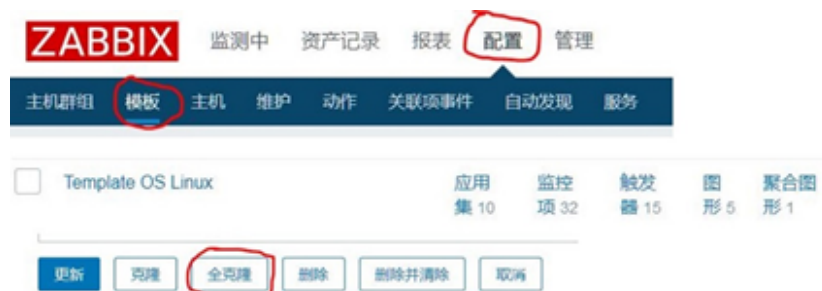 ZABBIX 监测中 资产记录 报表 配置 管理
主机群组 模板 主机 维护 动作 关联项事件 自动发现 服务
Template OS Linux 应用 监控 触发 图 聚合图
集 10 项 32 器 15 形 5 形 1
更新 克隆 全克隆 删除 删除并清除 取消